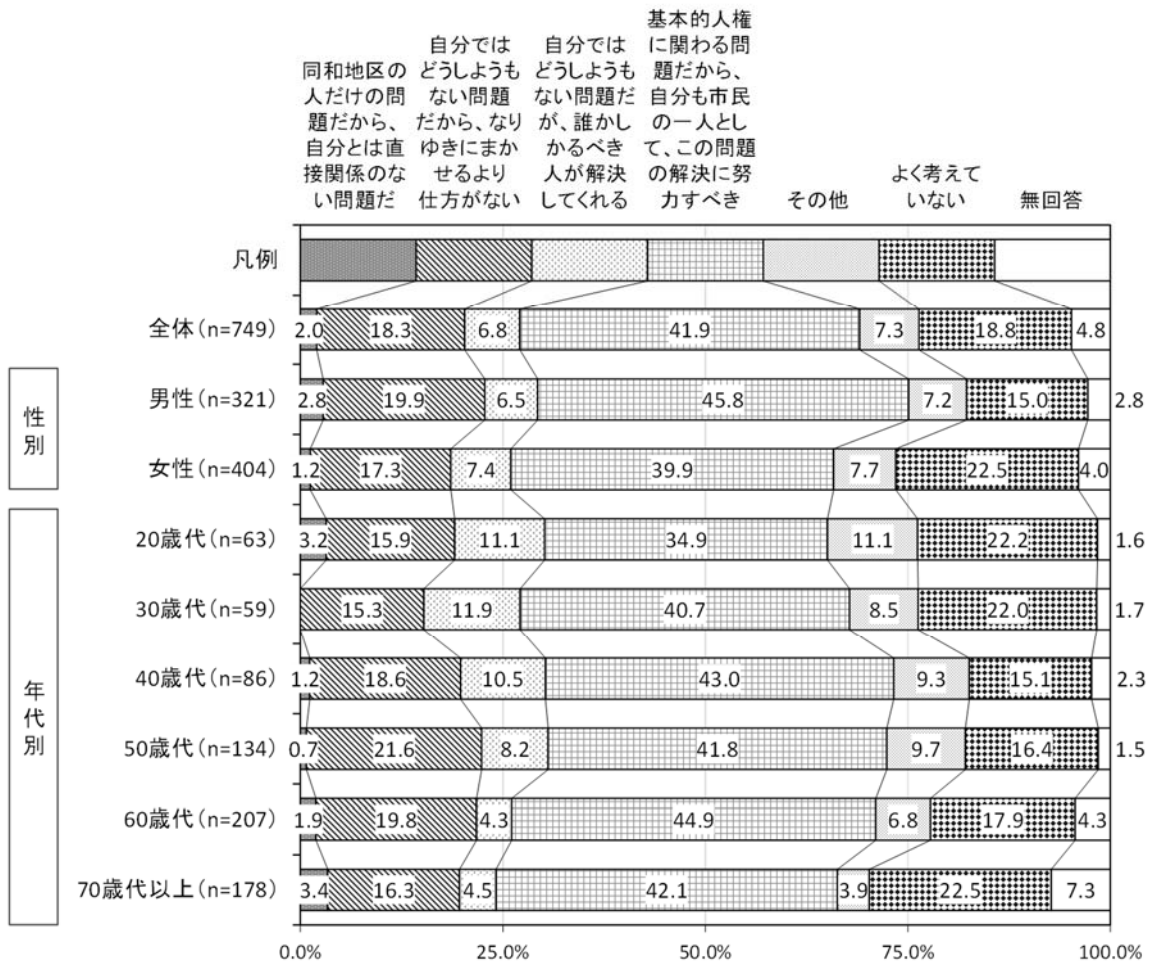 同和地区の
人だけの問
題だから、
自分とは直
接関係のな
い問題だ
自分では
どうしようも
ない問題
だから、なり
ゆきにまか
せるより
仕方がない
自分では
どうしようも
ない問題だ
が、誰かし
かるべき
人が解決
してくれる
基本的人権
に関わる問
題だから、
自分も市民
の一人とし
て、この問題
の解決に努
力すべき
その他
よく考えて
いない
無回答
凡例
全体(n=749) 2.0 18.3 6.8 41.9 7.3 18.8 4.8
性別
男性(n=321) 2.8 19.9 6.5 45.8 7.2 15.0 2.8
女性(n=404) 1.2 17.3 7.4 39.9 7.7 22.5 4.0
年代別
20歳代(n=63) 3.2 15.9 11.1 34.9 11.1 22.2 1.6
30歳代(n=59) 15.3 11.9 40.7 8.5 22.0 1.7
40歳代(n=86) 1.2 18.6 10.5 43.0 9.3 15.1 2.3
50歳代(n=134) 0.7 21.6 8.2 41.8 9.7 16.4 1.5
60歳代(n=207) 1.9 19.8 4.3 44.9 6.8 17.9 4.3
70歳代以上(n=178) 3.4 16.3 4.5 42.1 3.9 22.5 7.3
0.0% 25.0% 50.0% 75.0% 100.0%